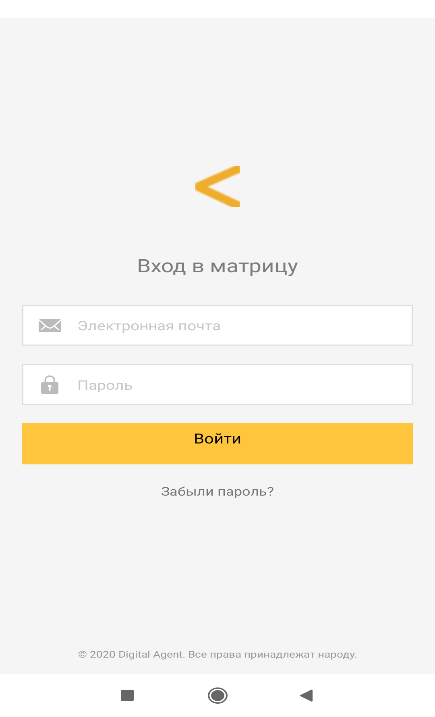 Вход в матрицу
Электронная почта
Пароль
Войти
Забыли пароль?
© 2020 Digital Agent. Все права принадлежат народу.